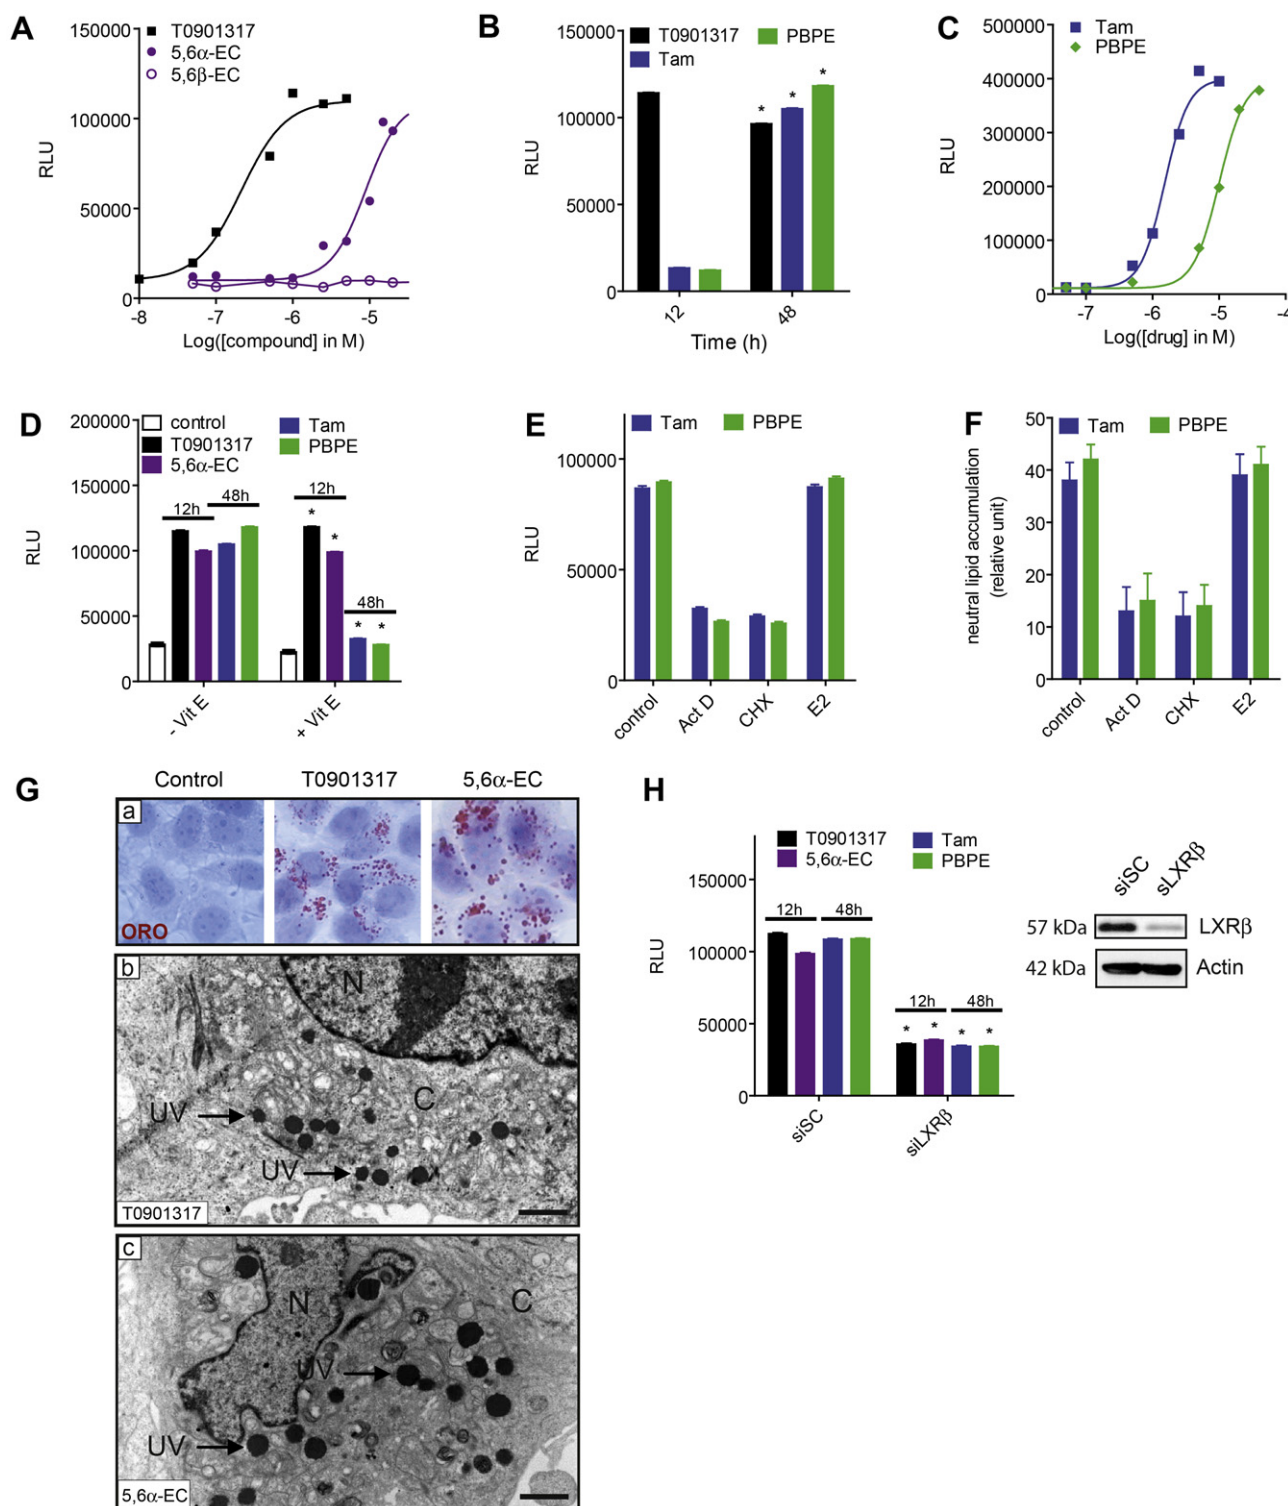 A
T0901317
5,6α-EC
5,6β-EC
150000
100000
50000
0
RLU
-8
-7
-6
-5
Log([compound] in M)
B
T0901317
PBPE
Tam
150000
100000
50000
0
RLU
* * *
12
48
Time (h)
C
Tam
PBPE
500000
400000
300000
200000
100000
0
RLU
-7
-6
-5
-4
Log([drug] in M)
D
control
Tam
T0901317
PBPE
5,6α-EC
200000
150000
100000
50000
0
RLU
12h
48h
12h
* *
48h
* *
- Vit E
+ Vit E
E
Tam
PBPE
100000
50000
0
RLU
control
Act D
CHX
E2
F
Tam
PBPE
50
40
30
20
10
0
neutral lipid accumulation
(relative unit)
control
Act D
CHX
E2
G
Control
T0901317
5,6α-EC
a
ORO
b
N
C
UV
UV
T0901317
c
N
C
UV
UV
5,6α-EC
H
T0901317
Tam
5,6α-EC
PBPE
150000
100000
50000
0
RLU
12h
48h
12h
48h
* * * *
siSC
siLXRβ
siSC
sLXRβ
57 kDa
LXRβ
42 kDa
Actin